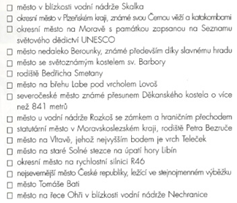 □ město v blízkosti vodní nádrže Skalka
□ okresní město v Plzeňském kraji, známé svou Černou věží a katakombami
□ okresní město na Moravě s památkou zapsanou na Seznamu
světového dědictví UNESCO
□ město nedaleko Berounky, známé především díky slavnému hradu
□ město se světoznámým kostelem sv. Barbory
□ rodiště Bedřicha Smetany
□ město na břehu Labe pod vrcholem Lovoš
□ severočeské město známé přesunem Děkanského kostela o více
než 841 metrů
□ město u vodní nádrže Rozkoš se zámkem a hraničním přechodem
□ statutární město v Moravskoslezském kraji, rodiště Petra Bezruče
□ město na Vltavě, jehož nejvyšším bodem je vrch Teleček
□ město na staré Solné stezce na úpatí hory Libín
□ okresní město na rychlostní silnici R46
□ nejsevernější město České republiky, ležící ve stejnojmenném výběžku
□ město Tomáše Bati
□ město na řece Ohři v blízkosti vodní nádrže Nechranice